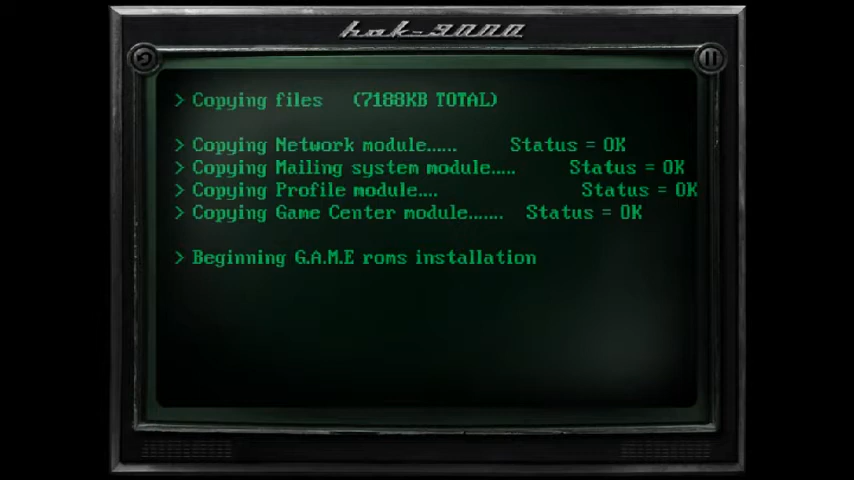 hak-9000
> Copying files (7188KB TOTAL)
> Copying Network module...... Status = OK
> Copying Mailing system module..... Status = OK
> Copying Profile module.... Status = OK
> Copying Game Center module....... Status = OK
> Beginning G.A.M.E roms installation